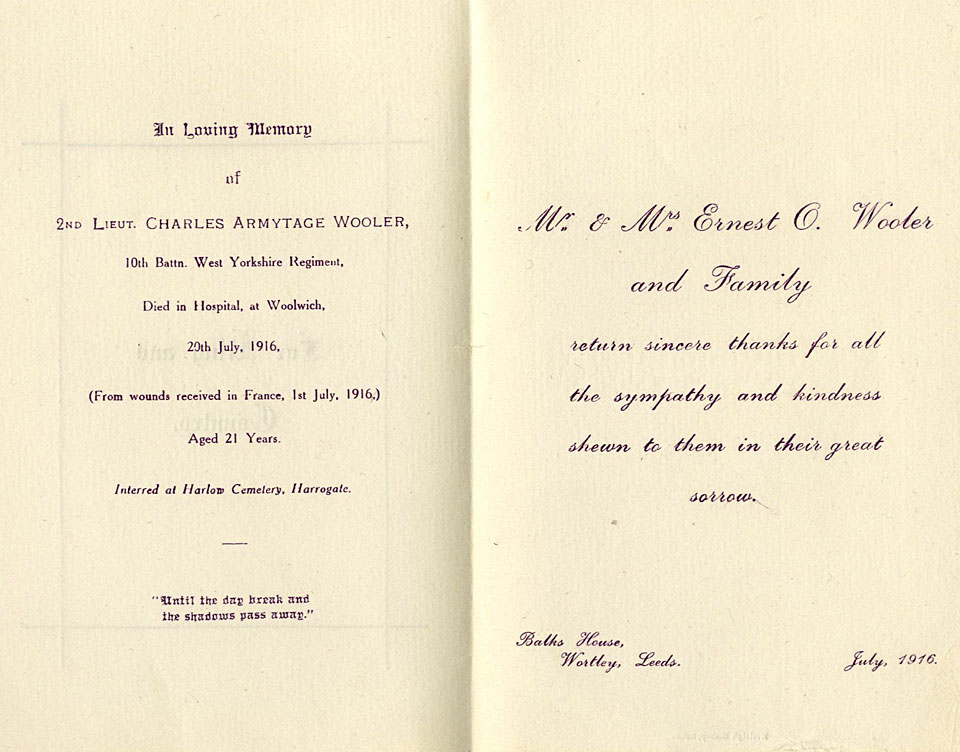 In Loving Memory
of
2ND LIEUT. CHARLES ARMYTAGE WOOLER,
10th Battn. West Yorkshire Regiment,
Died in Hospital, at Woolwich,
20th July, 1916,
(From wounds received in France, 1st July, 1916,)
Aged 21 Years.
Interred at Harlow Cemetery, Harrogate.
"Until the day break and
the shadows pass away."
Mr. & Mrs. Ernest O. Wooler
and Family
return sincere thanks for all
the sympathy and kindness
shewn to them in their great
sorrow.
Balks House,
Wortley, Leeds.
July, 1916.